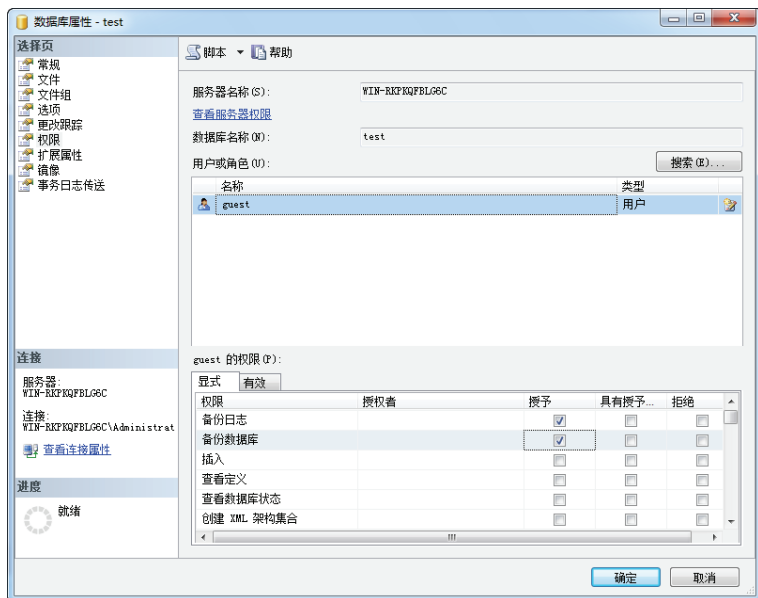 数据库属性 - test
选择页
常规
文件
文件组
选项
更改跟踪
权限
扩展属性
镜像
事务日志传送
连接
服务器:
WIN-RKPKQFBLG6C
连接:
WIN-RKPKQFBLG6C\Administrat
查看连接属性
进度
就绪
脚本 帮助
服务器名称(S): WIN-RKPKQFBLG6C
查看服务器权限
数据库名称(N): test
用户或角色(U): 搜索(E)...
名称 类型
guest 用户
guest 的权限(P):
显式 有效
权限 授权者 授予 具有授予... 拒绝
备份日志
备份数据库
插入
查看定义
查看数据库状态
创建 XML 架构集合
确定 取消